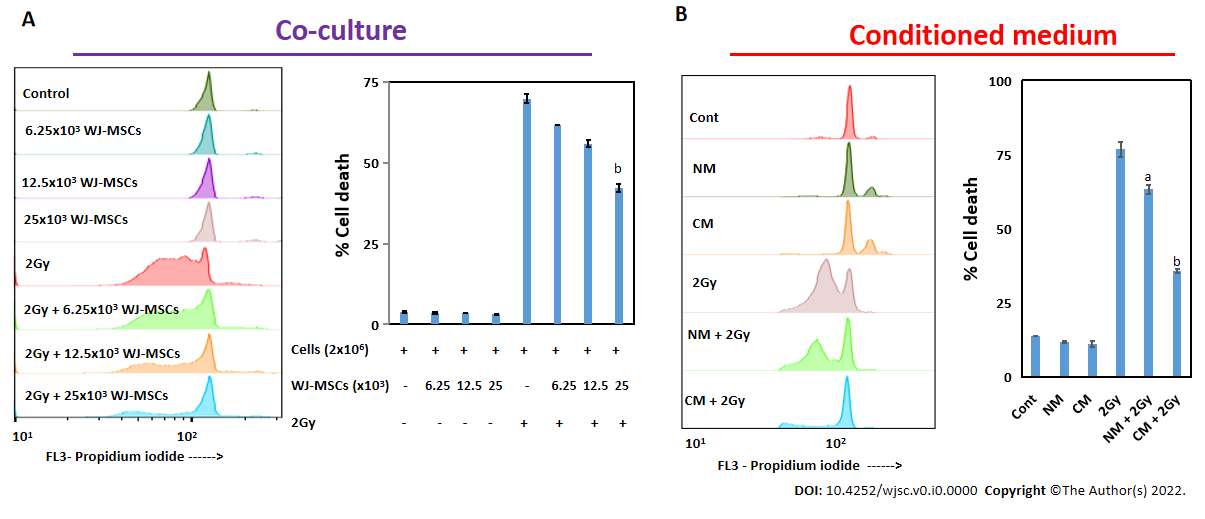 A
Co-culture
Control
6.25x10³ WJ-MSCs
12.5x10³ WJ-MSCs
25x10³ WJ-MSCs
2Gy
2Gy + 6.25x10³ WJ-MSCs
2Gy + 12.5x10³ WJ-MSCs
2Gy + 25x10³ WJ-MSCs
10¹ 10²
FL3- Propidium iodide ------>
% Cell death
75
50
25
0
b
Cells (2x10⁶) + + + + + + + +
WJ-MSCs (x10³) - 6.25 12.5 25 - 6.25 12.5 25
2Gy - - - - + + + +
B
Conditioned medium
Cont
NM
CM
2Gy
NM + 2Gy
CM + 2Gy
10¹ 10²
FL3 - Propidium iodide ------>
% Cell death
100
75
50
25
0
a
b
Cont NM CM 2Gy NM + 2Gy CM + 2Gy
DOI: 10.4252/wjsc.v0.i0.0000 Copyright ©The Author(s) 2022.